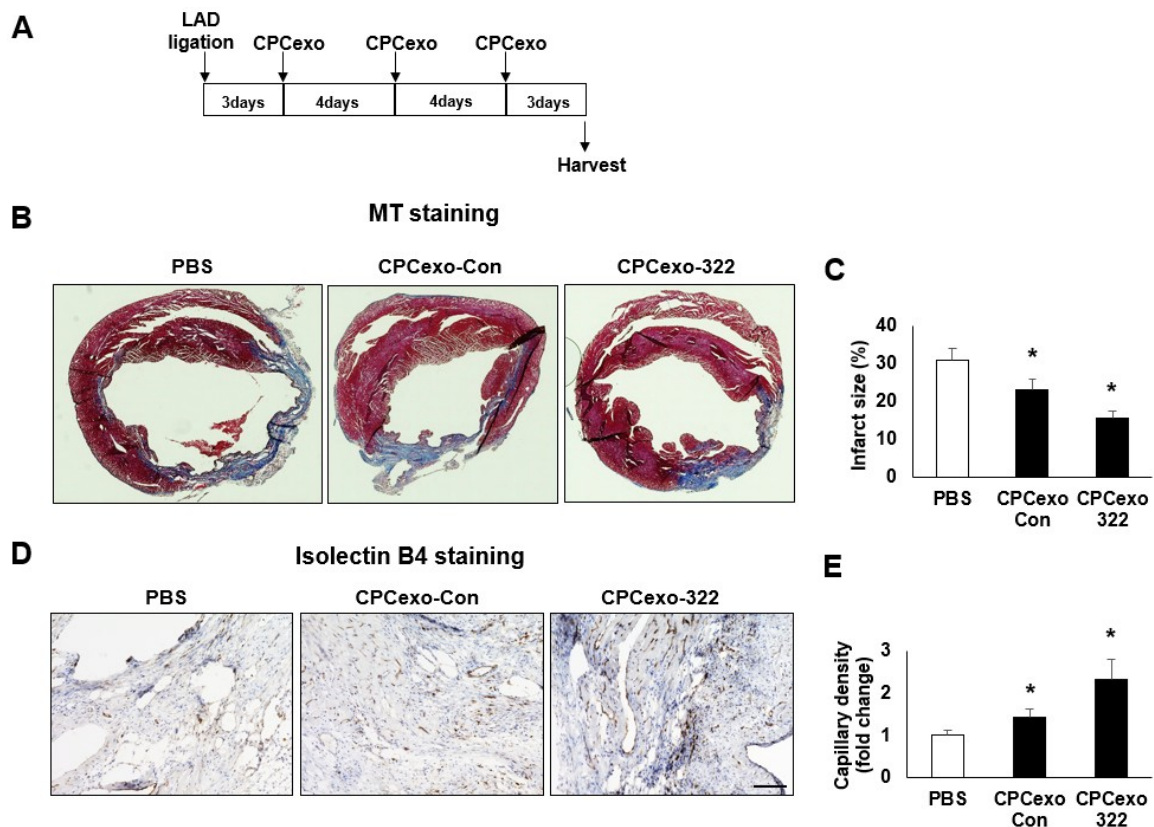 A
LAD
ligation
CPCexo
CPCexo
CPCexo
3days
4days
4days
3days
Harvest
B
MT staining
PBS
CPCexo-Con
CPCexo-322
C
Infarct size (%)
40
30
20
10
0
*
*
PBS
CPCexo
Con
CPCexo
322
D
Isolectin B4 staining
PBS
CPCexo-Con
CPCexo-322
E
Capillary density
(fold change)
3
2
1
0
*
*
PBS
CPCexo
Con
CPCexo
322